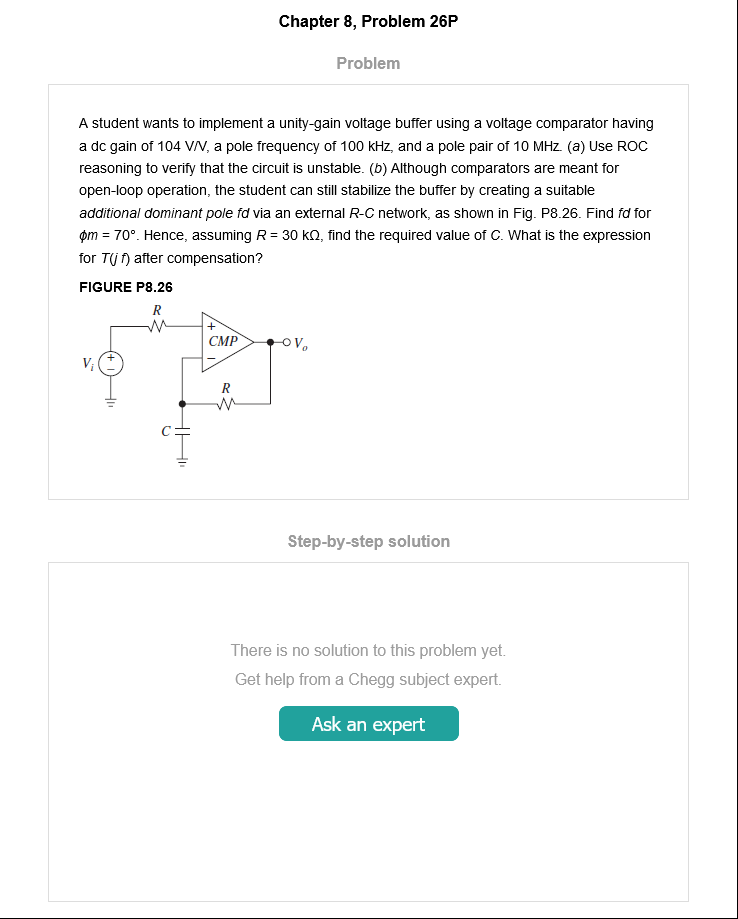 Chapter 8, Problem 26P
Problem
A student wants to implement a unity-gain voltage buffer using a voltage comparator having
a dc gain of 104 V/V, a pole frequency of 100 kHz, and a pole pair of 10 MHz. (a) Use ROC
reasoning to verify that the circuit is unstable. (b) Although comparators are meant for
open-loop operation, the student can still stabilize the buffer by creating a suitable
additional dominant pole fd via an external R-C network, as shown in Fig. P8.26. Find fd for
ϕm = 70°. Hence, assuming R = 30 kΩ, find the required value of C. What is the expression
for T(j f) after compensation?
FIGURE P8.26
R
+
CMP
−
Vo
Vi
+
−
R
C
Step-by-step solution
There is no solution to this problem yet.
Get help from a Chegg subject expert.
Ask an expert